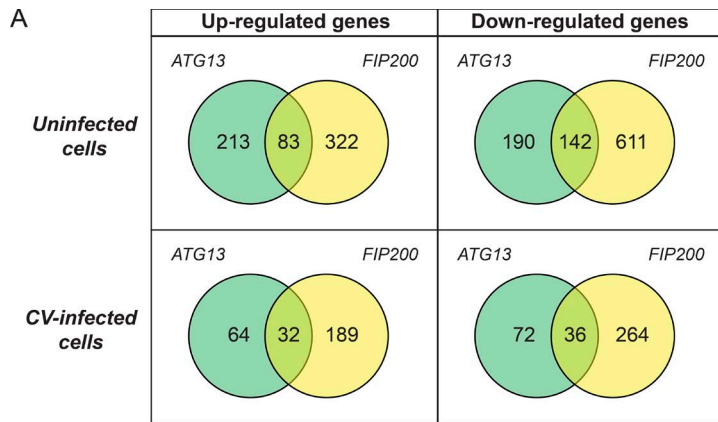 A
Up-regulated genes
Down-regulated genes
ATG13
FIP200
ATG13
FIP200
Uninfected
cells
213
83
322
190
142
611
ATG13
FIP200
ATG13
FIP200
CV-infected
cells
64
32
189
72
36
264